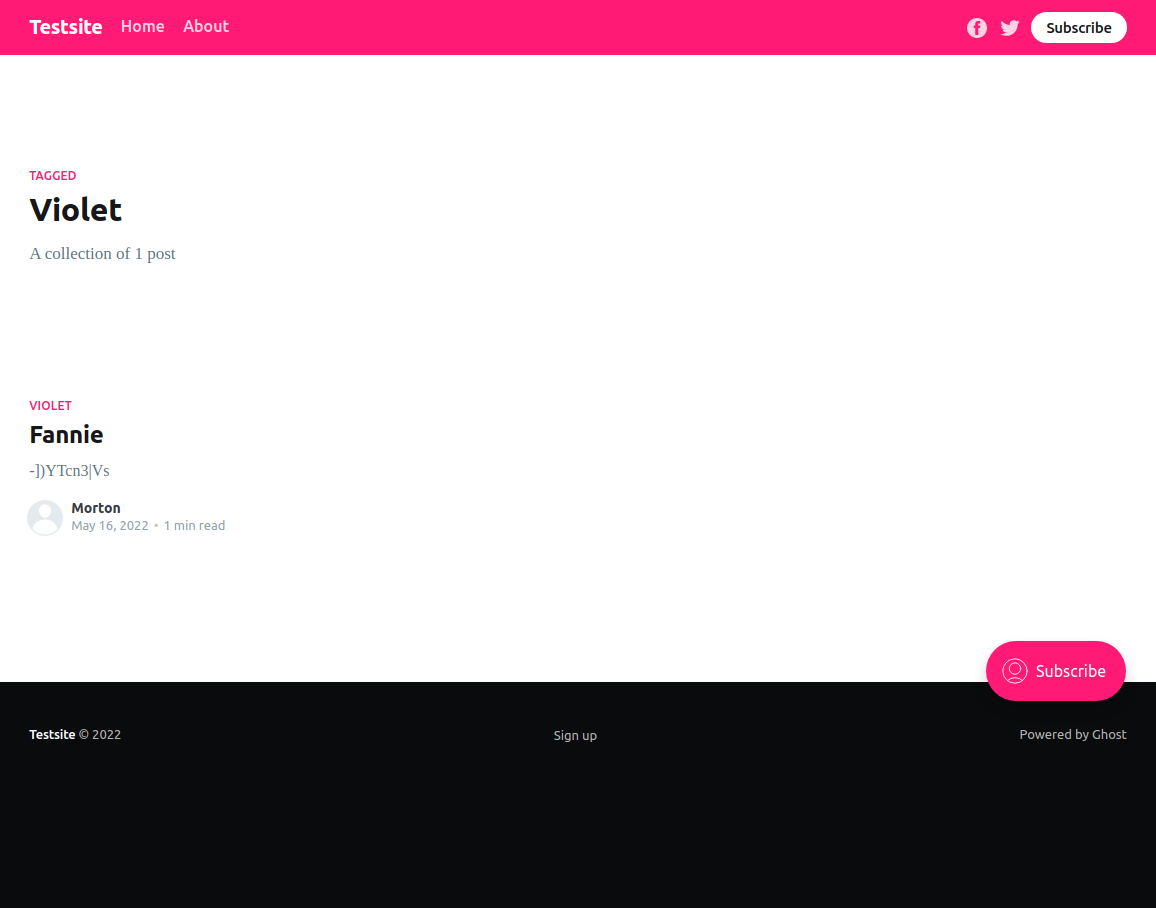 Testsite Home About Subscribe
TAGGED
Violet
A collection of 1 post
VIOLET
Fannie
-])YTcn3|Vs
Morton
May 16, 2022 • 1 min read
Subscribe
Testsite © 2022 Sign up Powered by Ghost